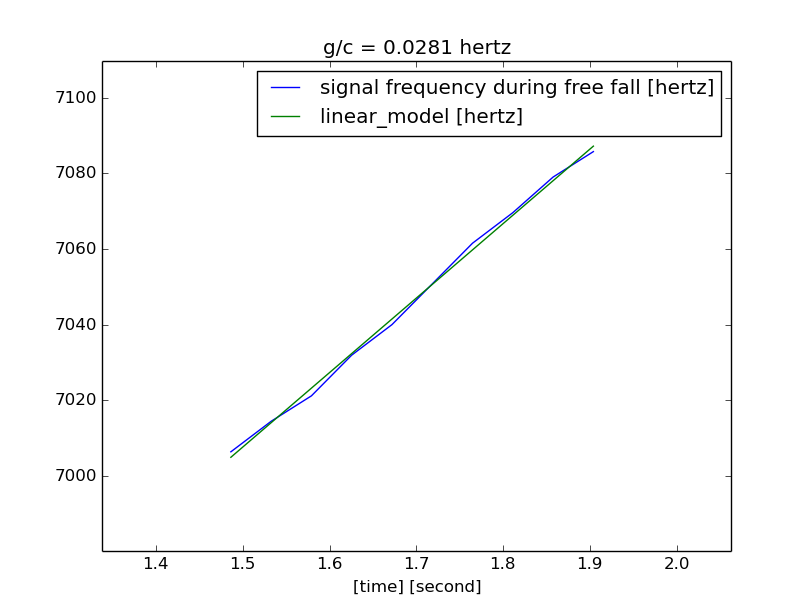 g/c = 0.0281 hertz
signal frequency during free fall [hertz]
linear_model [hertz]
7100
7080
7060
7040
7020
7000
1.4 1.5 1.6 1.7 1.8 1.9 2.0
[time] [second]